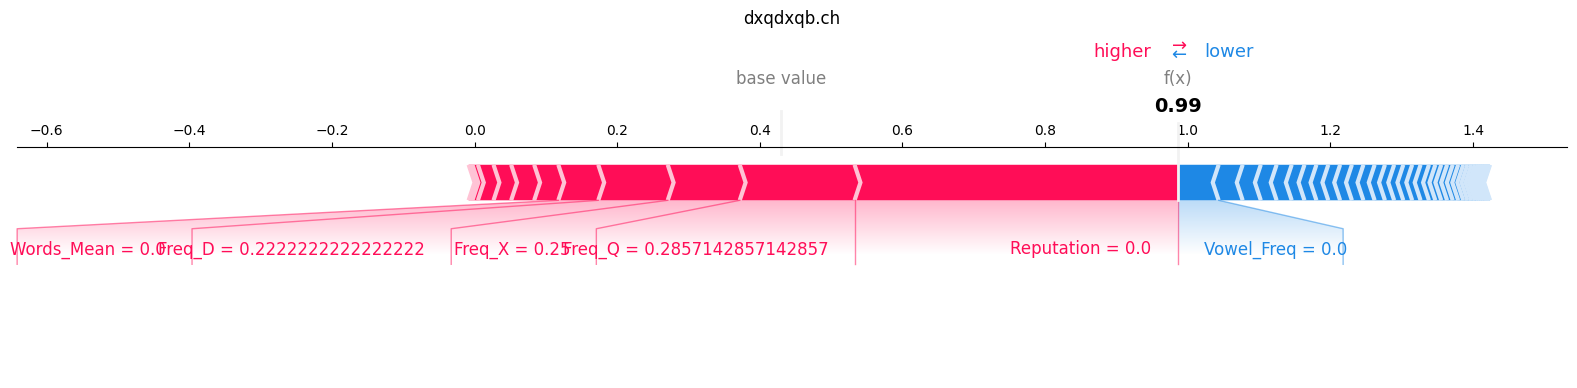 dxqdxqb.ch
higher ⇄ lower
base value f(x)
0.99
−0.6 −0.4 −0.2 0.0 0.2 0.4 0.6 0.8 1.0 1.2 1.4
Words_Mean = 0.0 Freq_D = 0.2222222222222222 Freq_X = 0.25 Freq_Q = 0.2857142857142857 Reputation = 0.0 Vowel_Freq = 0.0